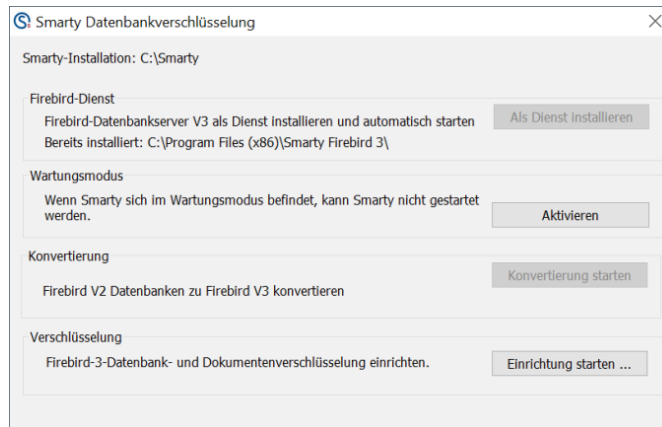 Smarty Datenbankverschlüsselung
Smarty-Installation: C:\Smarty
Firebird-Dienst
Firebird-Datenbankserver V3 als Dienst installieren und automatisch starten
Als Dienst installieren
Bereits installiert: C:\Program Files (x86)\Smarty Firebird 3\
Wartungsmodus
Wenn Smarty sich im Wartungsmodus befindet, kann Smarty nicht gestartet
werden.
Aktivieren
Konvertierung
Konvertierung starten
Firebird V2 Datenbanken zu Firebird V3 konvertieren
Verschlüsselung
Firebird-3-Datenbank- und Dokumentenverschlüsselung einrichten.
Einrichtung starten ...